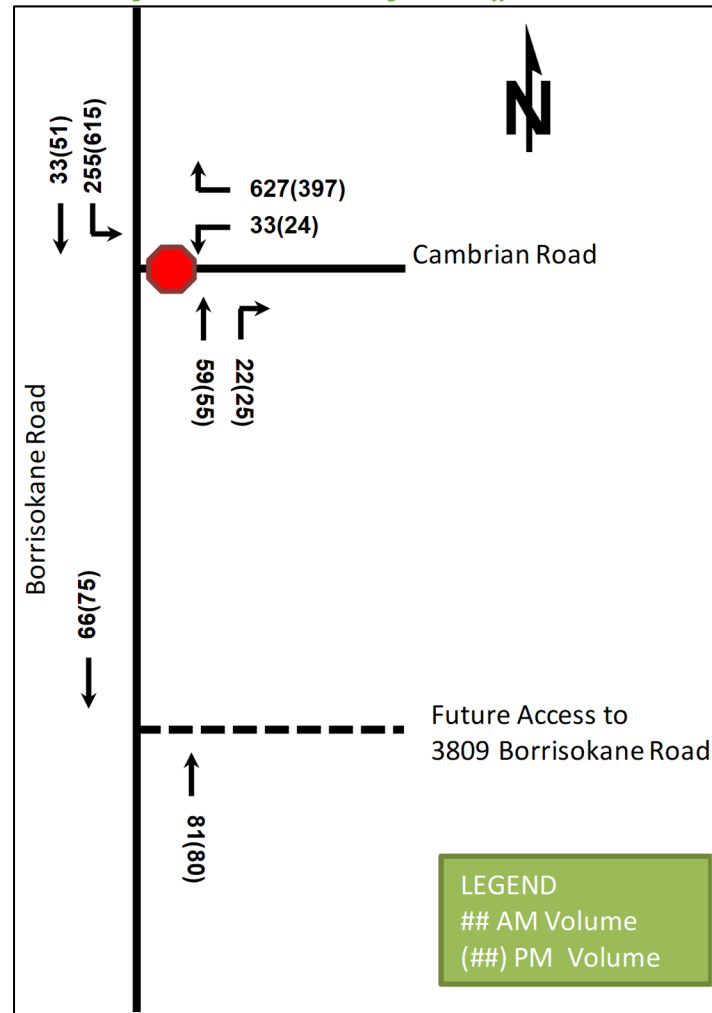 N
33(51)
255(615)
627(397)
33(24)
Cambrian Road
59(55)
22(25)
Borrisokane Road
66(75)
Future Access to
3809 Borrisokane Road
81(80)
LEGEND
## AM Volume
(##) PM Volume